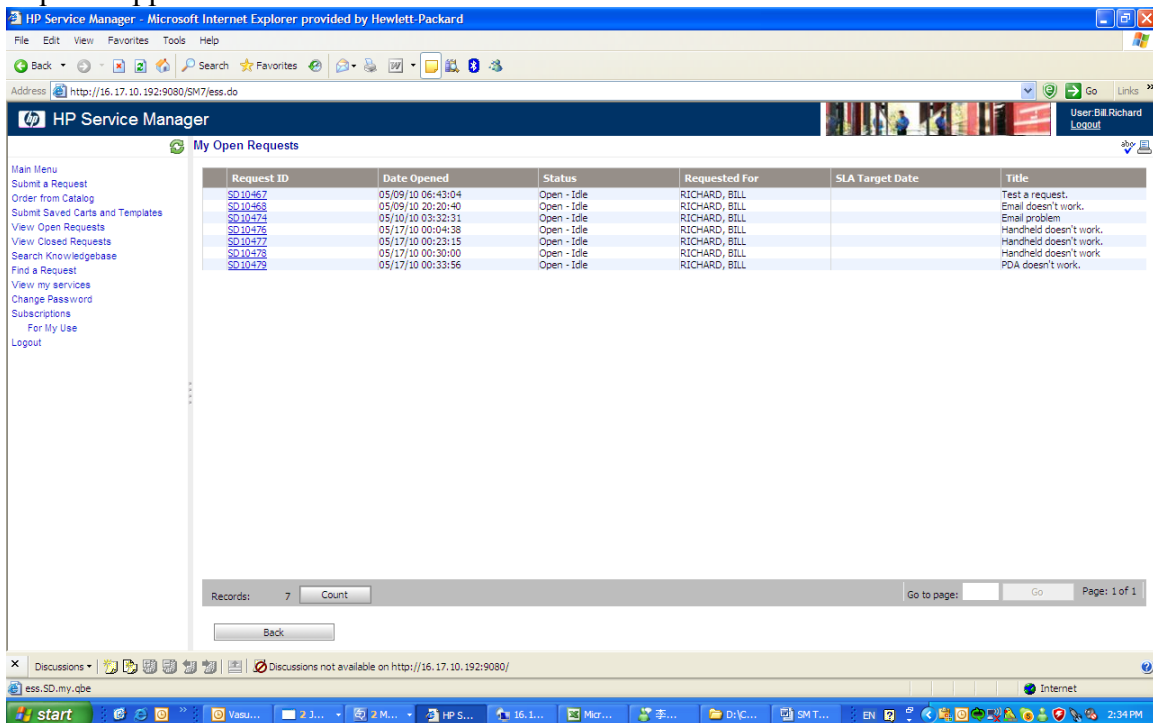 HP Service Manager - Microsoft Internet Explorer provided by Hewlett-Packard
File Edit View Favorites Tools Help
Back Search Favorites
Address http://16.17.10.192:9080/SM7/ess.do Go Links »
HP Service Manager
User:Bill.Richard
Logout
My Open Requests
Main Menu
Submit a Request
Order from Catalog
Submit Saved Carts and Templates
View Open Requests
View Closed Requests
Search Knowledgebase
Find a Request
View my services
Change Password
Subscriptions
For My Use
Logout
Request ID Date Opened Status Requested For SLA Target Date Title
SD10467 05/09/10 06:43:04 Open - Idle RICHARD, BILL Test a request.
SD10468 05/09/10 20:20:40 Open - Idle RICHARD, BILL Email doesn't work.
SD10474 05/10/10 03:32:31 Open - Idle RICHARD, BILL Email problem
SD10476 05/17/10 00:04:38 Open - Idle RICHARD, BILL Handheld doesn't work.
SD10477 05/17/10 00:23:15 Open - Idle RICHARD, BILL Handheld doesn't work.
SD10478 05/17/10 00:30:00 Open - Idle RICHARD, BILL Handheld doesn't work
SD10479 05/17/10 00:33:56 Open - Idle RICHARD, BILL PDA doesn't work.
Records: 7 Count Go to page: Go Page: 1 of 1
Back
Discussions Discussions not available on http://16.17.10.192:9080/
ess.SD.my.qbe Internet
start Vasu... 2 J... 2 M... HP S... 16.1... Micr... 李... D:\C... SM T... EN 2:34 PM